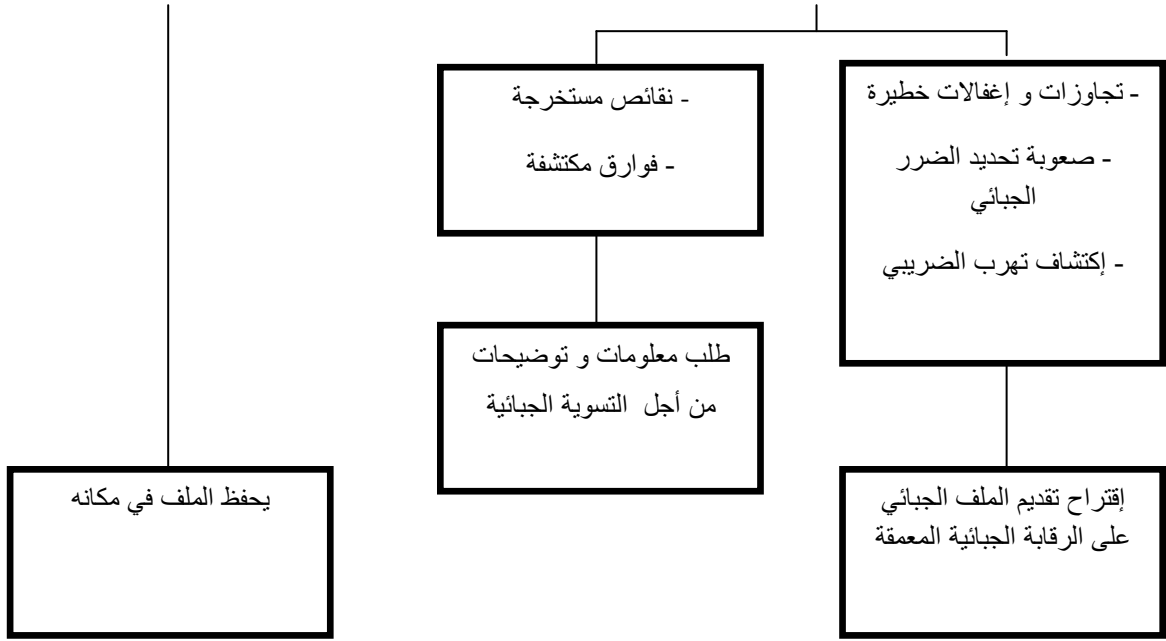 - تجاوزات و إغفالات خطيرة
- صعوبة تحديد الضرر
الجبائي
- إكتشاف تهرب الضريبي
- نقائص مستخرجة
- فوارق مكتشفة
طلب معلومات و توضيحات
من أجل التسوية الجبائية
إقتراح تقديم الملف الجبائي
على الرقابة الجبائية المعمقة
يحفظ الملف في مكانه